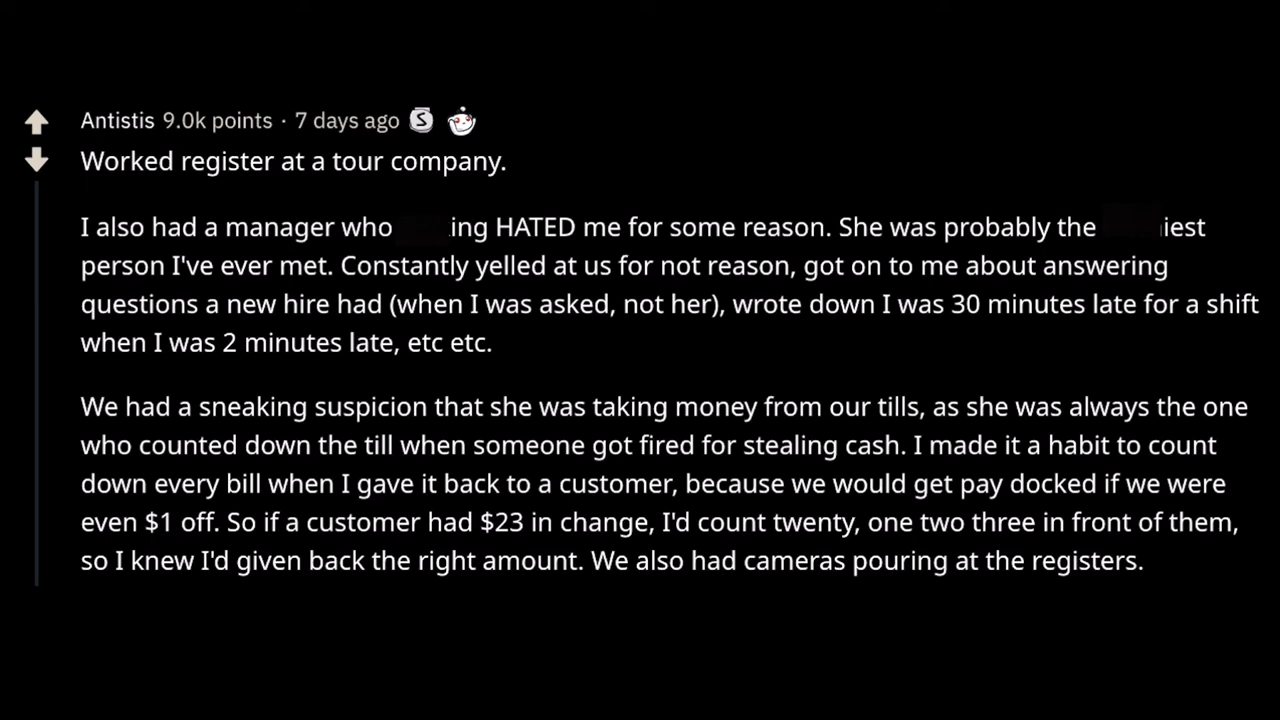 Antistis 9.0k points · 7 days ago S
Worked register at a tour company.
I also had a manager who ing HATED me for some reason. She was probably the iest
person I've ever met. Constantly yelled at us for not reason, got on to me about answering
questions a new hire had (when I was asked, not her), wrote down I was 30 minutes late for a shift
when I was 2 minutes late, etc etc.
We had a sneaking suspicion that she was taking money from our tills, as she was always the one
who counted down the till when someone got fired for stealing cash. I made it a habit to count
down every bill when I gave it back to a customer, because we would get pay docked if we were
even $1 off. So if a customer had $23 in change, I'd count twenty, one two three in front of them,
so I knew I'd given back the right amount. We also had cameras pouring at the registers.